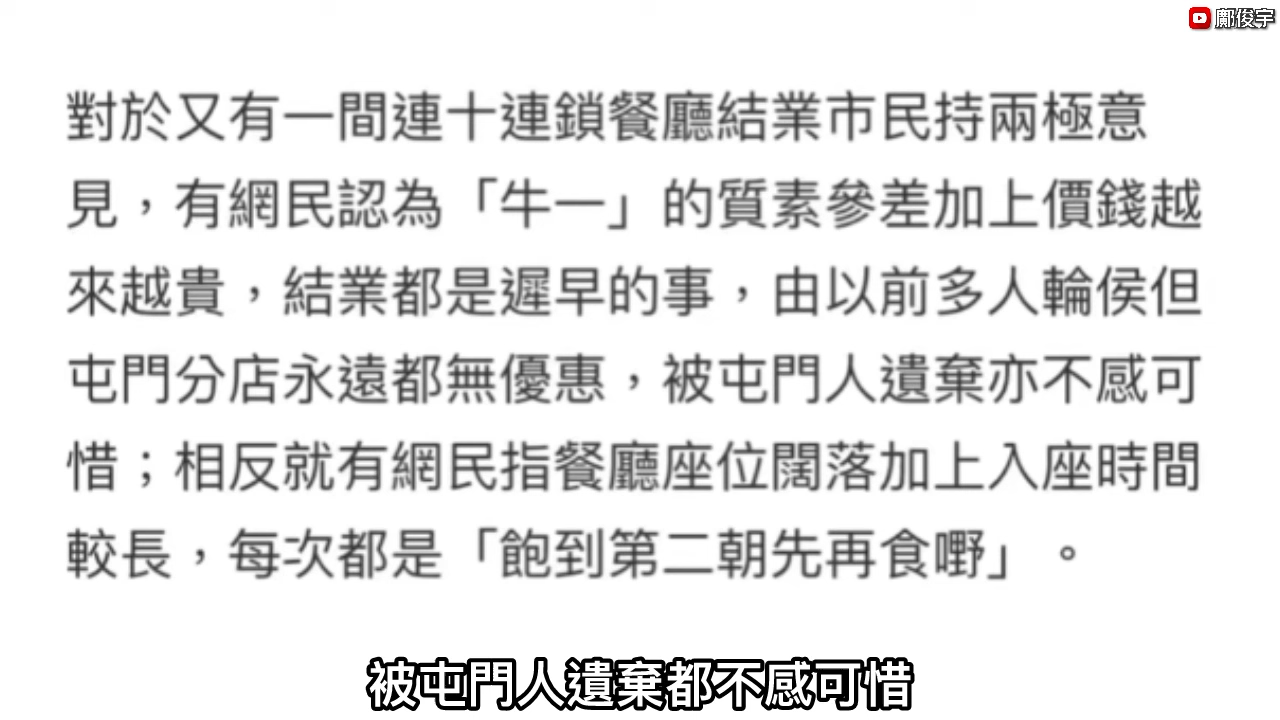 鄺俊宇
對於又有一間連十連鎖餐廳結業市民持兩極意
見，有網民認為「牛一」的質素參差加上價錢越
來越貴，結業都是遲早的事，由以前多人輪侯但
屯門分店永遠都無優惠，被屯門人遺棄亦不感可
惜；相反就有網民指餐廳座位闊落加上入座時間
較長，每次都是「飽到第二朝先再食嘢」。
被屯門人遺棄都不感可惜